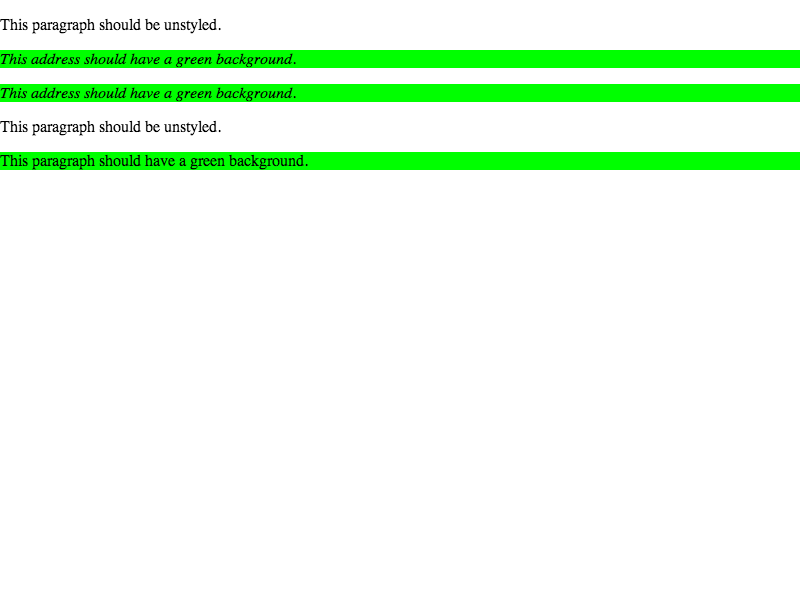 This paragraph should be unstyled.
This address should have a green background.
This address should have a green background.
This paragraph should be unstyled.
This paragraph should have a green background.